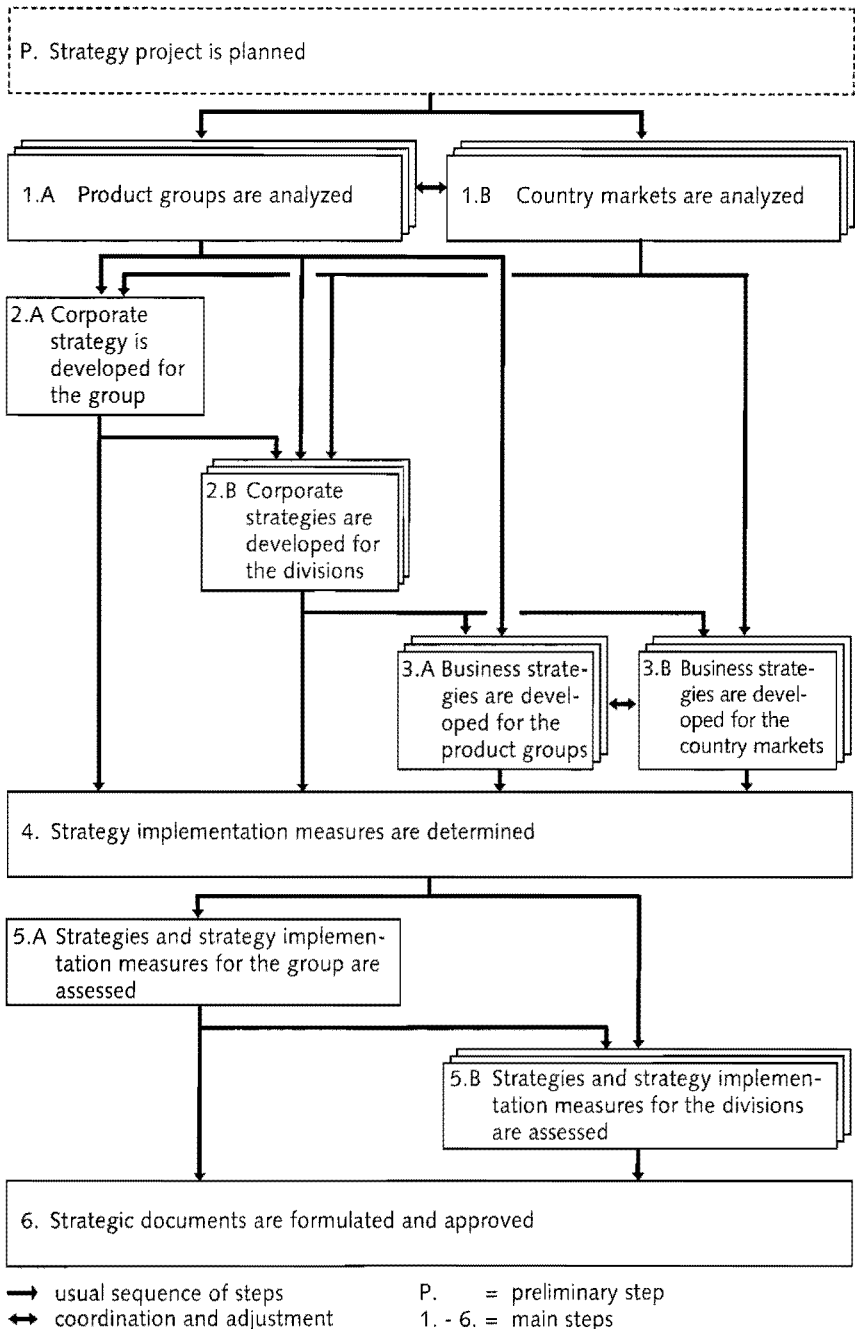 P. Strategy project is planned
1.A Product groups are analyzed
1.B Country markets are analyzed
2.A Corporate
strategy is
developed for
the group
2.B Corporate
strategies are
developed for
the divisions
3.A Business strate-
gies are devel-
oped for the
product groups
3.B Business strate-
gies are devel-
oped for the
country markets
4. Strategy implementation measures are determined
5.A Strategies and strategy implemen-
tation measures for the group are
assessed
5.B Strategies and strategy implemen-
tation measures for the divisions
are assessed
6. Strategic documents are formulated and approved
usual sequence of steps
coordination and adjustment
P. = preliminary step
1. - 6. = main steps